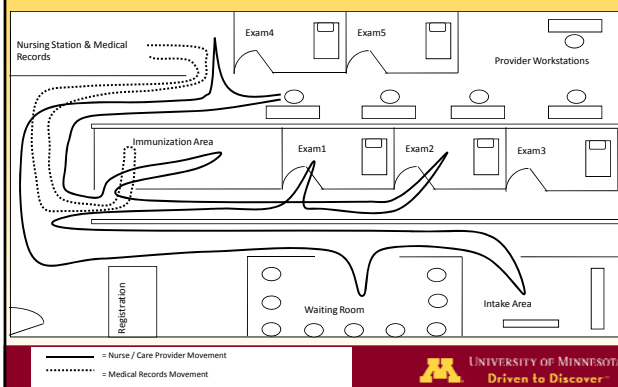 Nursing Station & Medical
Records
Exam4
Exam5
Provider Workstations
Immunization Area
Exam1
Exam2
Exam3
Registration
Waiting Room
Intake Area
= Nurse / Care Provider Movement
= Medical Records Movement
UNIVERSITY OF MINNESOTA
Driven to Discover™